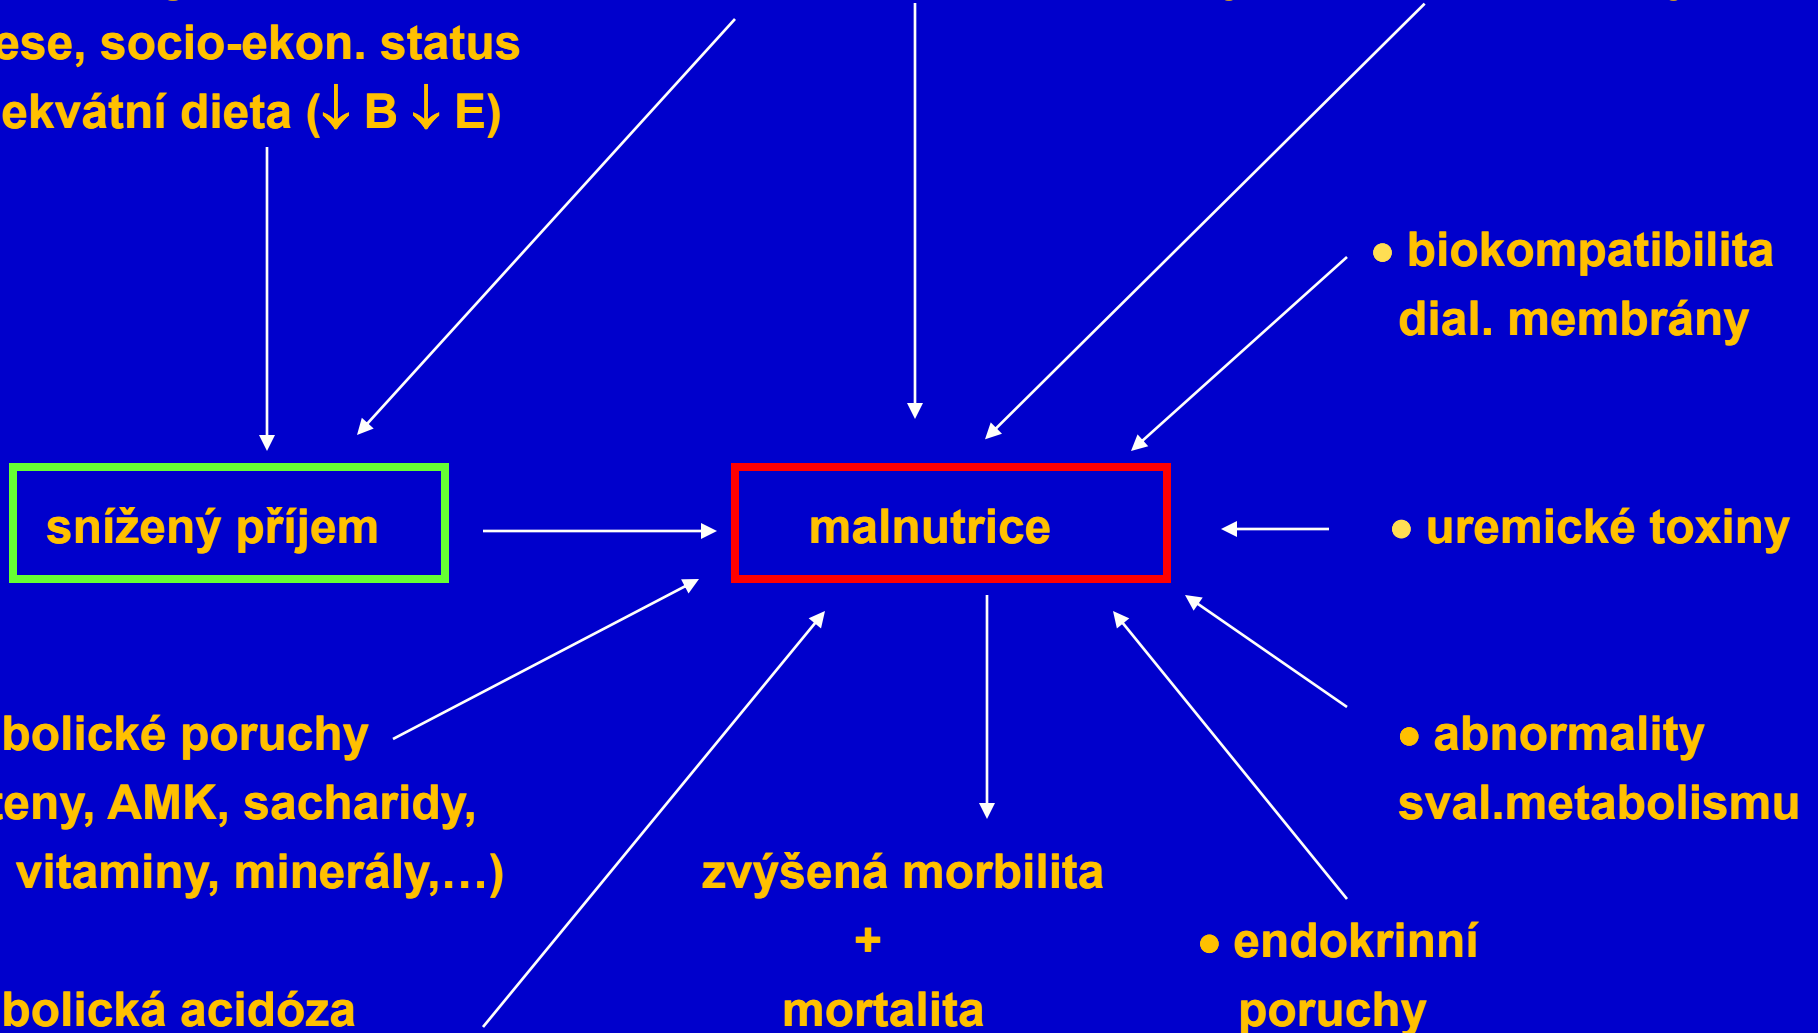 ese, socio-ekon. status
ekvátní dieta (↓ B ↓ E)
• biokompatibilita
dial. membrány
snížený příjem
malnutrice
• uremické toxiny
bolické poruchy
• abnormality
teny, AMK, sacharidy,
sval.metabolismu
vitaminy, minerály,…)
zvýšená morbilita
+
• endokrinní
bolická acidóza
mortalita
poruchy